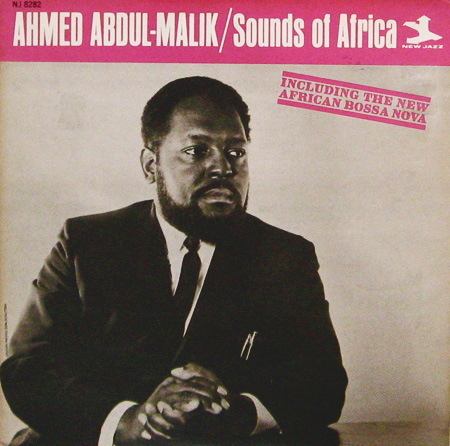 NJ 8282
AHMED ABDUL-MALIK/Sounds of Africa
NEW JAZZ
INCLUDING THE NEW
AFRICAN BOSSA NOVA